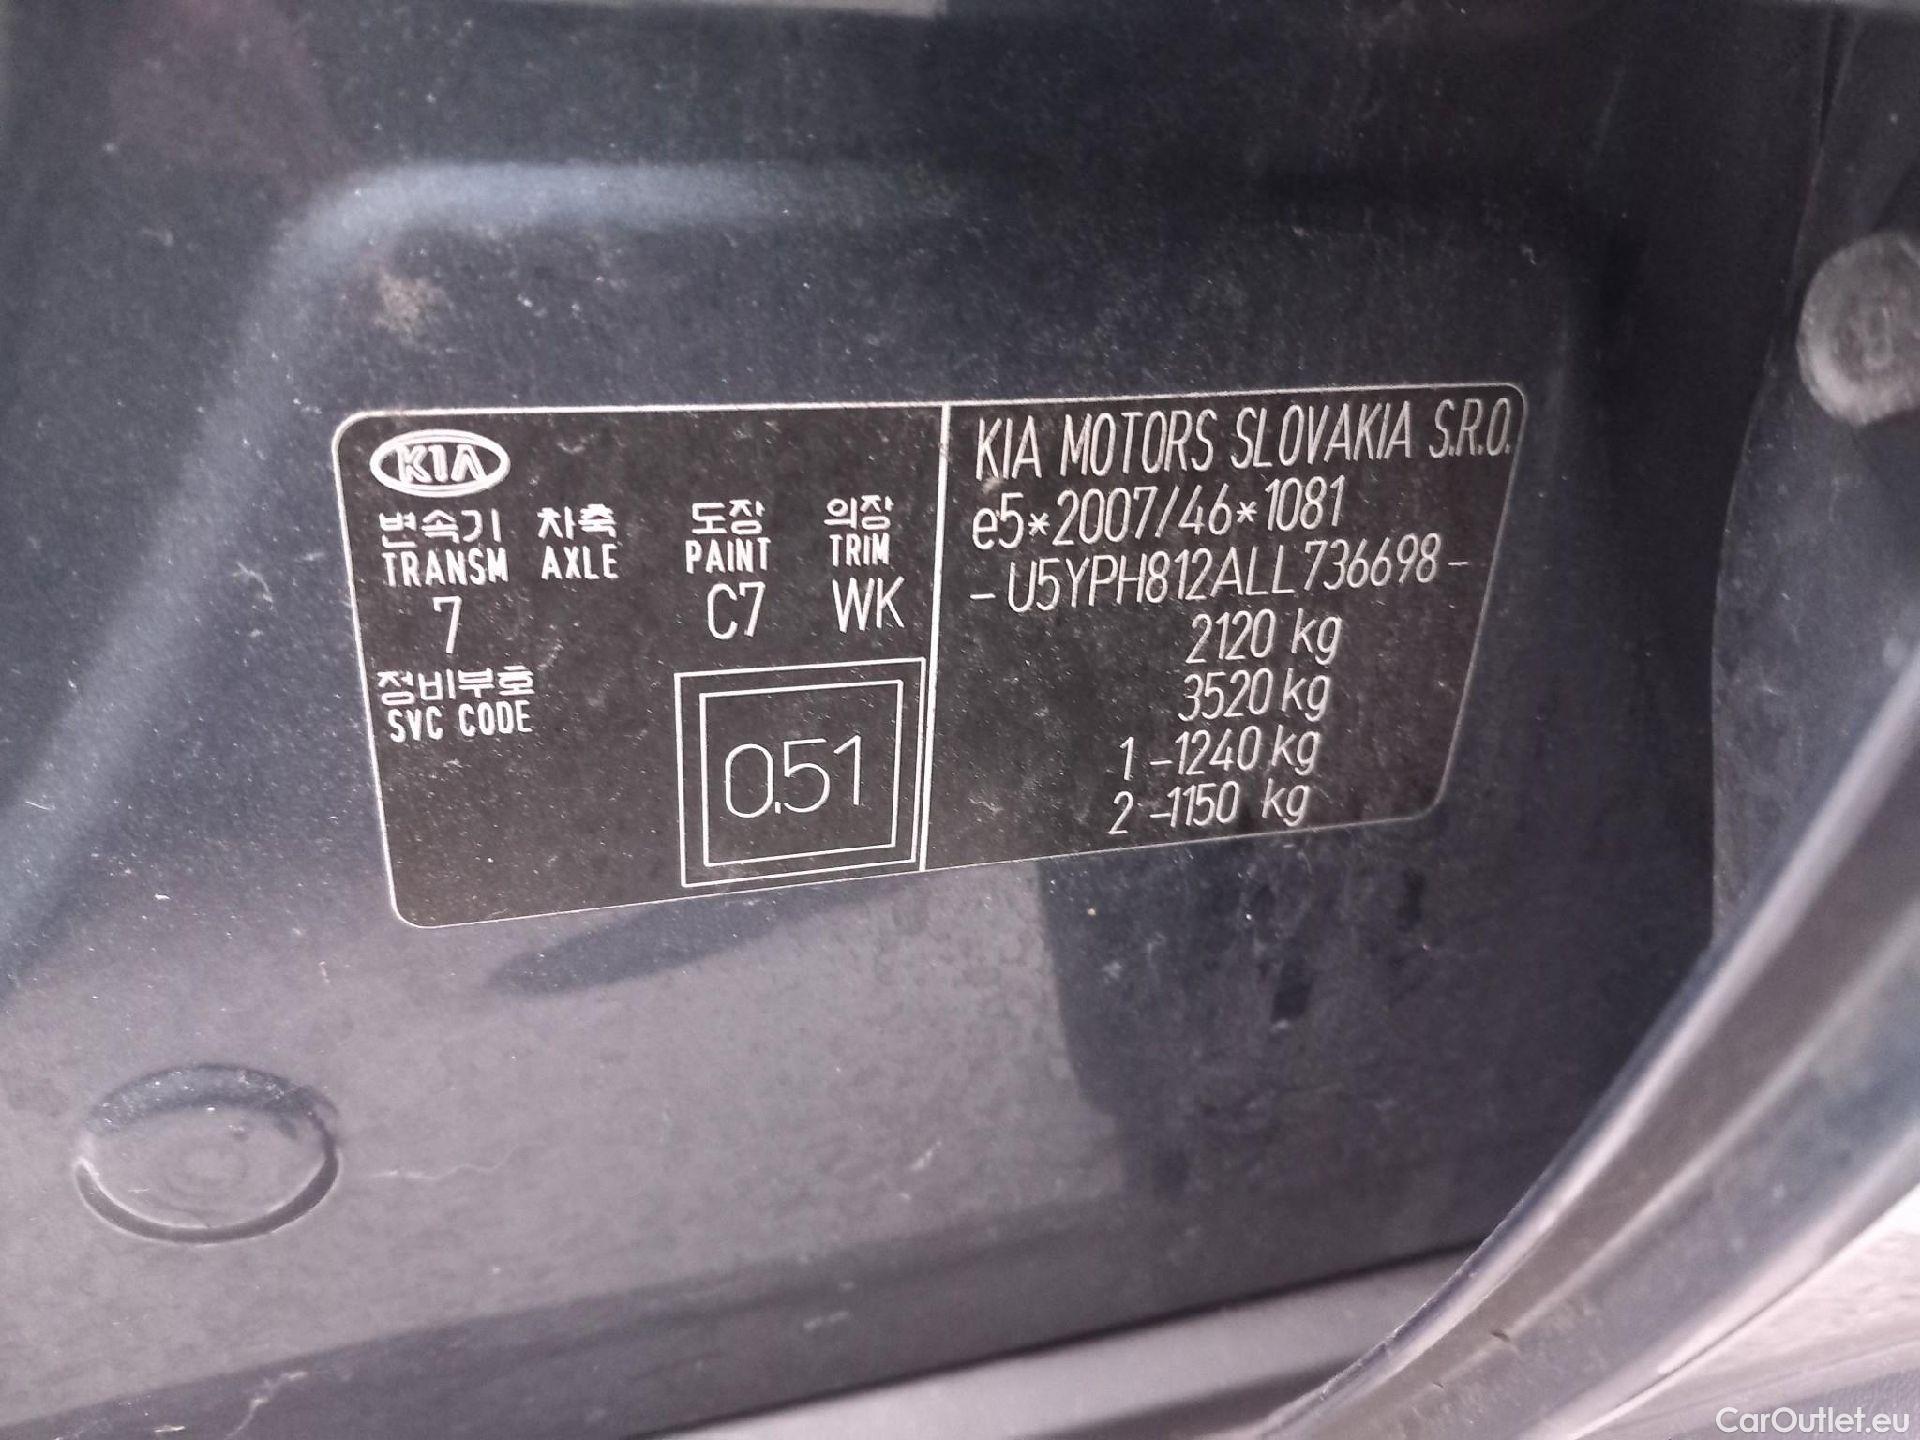 KIA
변속기 차축 도장 의장
TRANSM AXLE PAINT TRIM
7 C7 WK
정비부호
SVC CODE
0.51
KIA MOTORS SLOVAKIA S.R.O.
e5*2007/46*1081
-U5YPH812ALL736698-
2120 kg
3520 kg
1 -1240 kg
2 -1150 kg
CarOutlet.eu